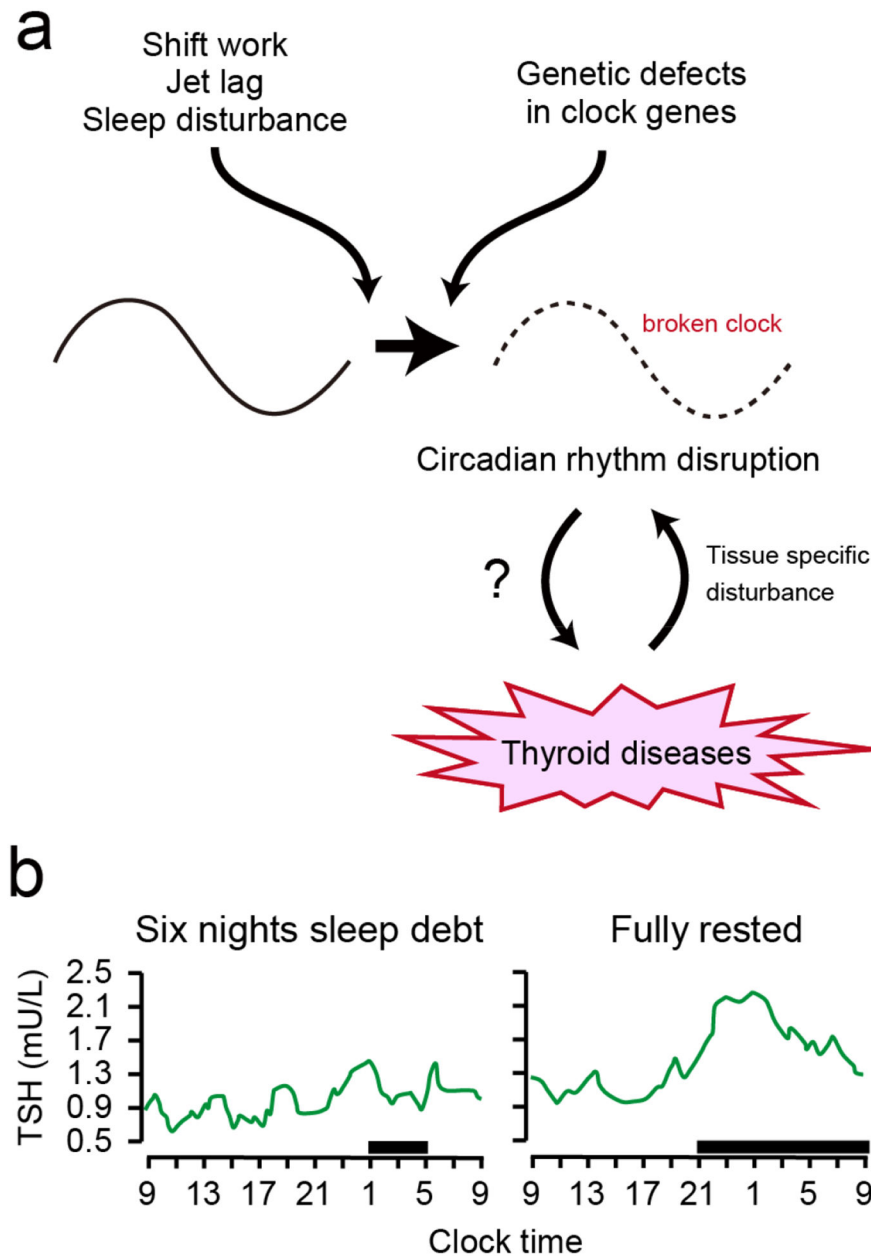 a
Shift work
Jet lag
Sleep disturbance
Genetic defects
in clock genes
broken clock
Circadian rhythm disruption
?
Tissue specific
disturbance
Thyroid diseases
b
Six nights sleep debt
Fully rested
TSH (mU/L)
2.5
2.1
1.7
1.3
0.9
0.5
9 13 17 21 1 5 9
9 13 17 21 1 5 9
Clock time